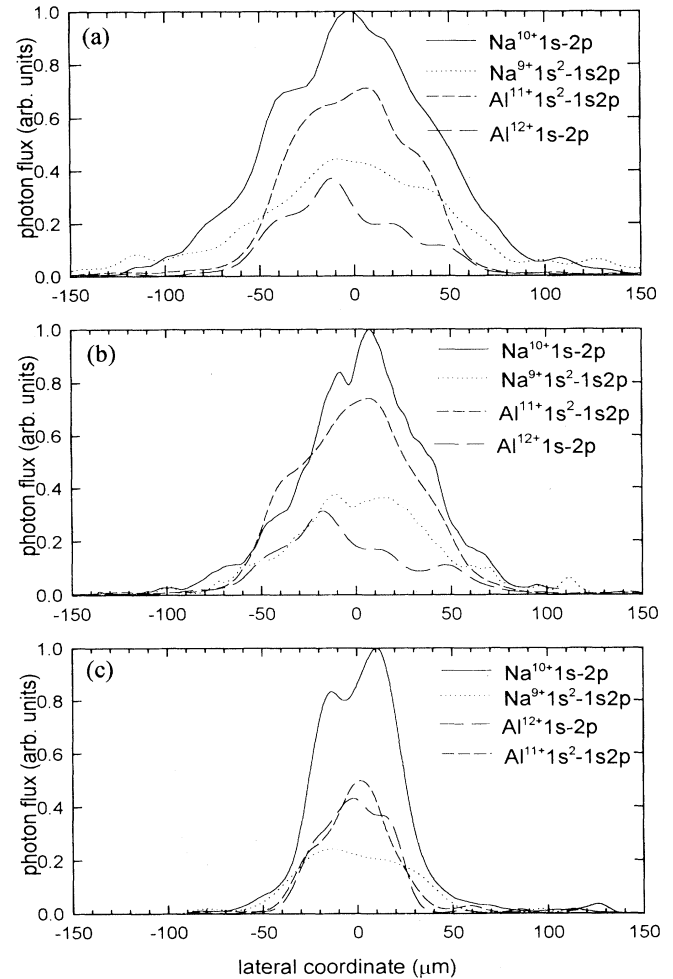 (a)
Na10+1s-2p
Na9+1s2-1s2p
Al11+1s2-1s2p
Al12+1s-2p
photon flux (arb. units)
1.0
0.8
0.6
0.4
0.2
0.0
-150 -100 -50 0 50 100 150
(b)
Na10+1s-2p
Na9+1s2-1s2p
Al11+1s2-1s2p
Al12+1s-2p
photon flux (arb. units)
1.0
0.8
0.6
0.4
0.2
0.0
-150 -100 -50 0 50 100 150
(c)
Na10+1s-2p
Na9+1s2-1s2p
Al12+1s-2p
Al11+1s2-1s2p
photon flux (arb. units)
1.0
0.8
0.6
0.4
0.2
0.0
-150 -100 -50 0 50 100 150
lateral coordinate (μm)